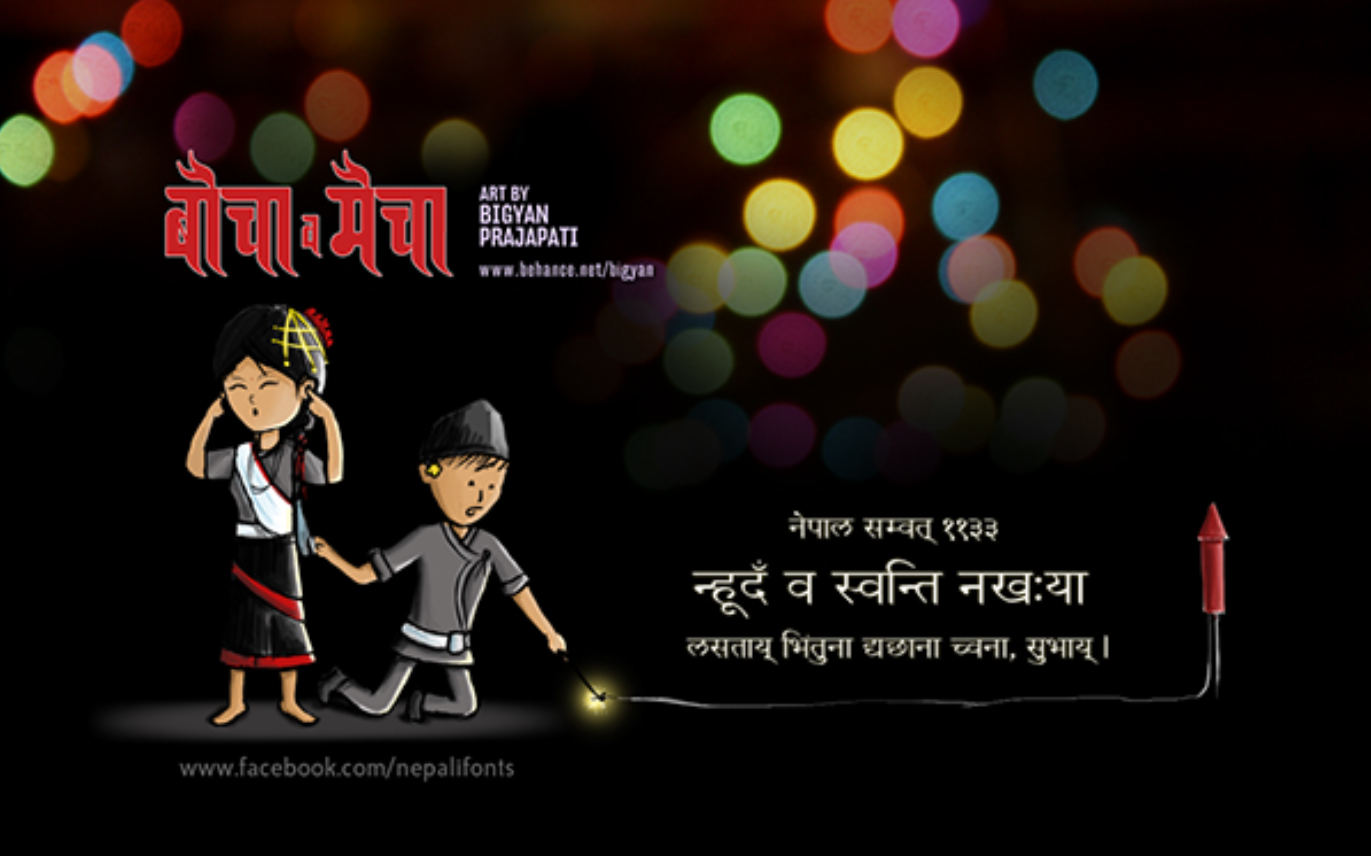 बौचा व मैचा
ART BY
BIGYAN
PRAJAPATI
www.behance.net/bigyan
नेपाल सम्वत् ११३३
न्हूदँ व स्वन्ति नखःया
लसताय् भिंतुना द्यछाना च्वना, सुभाय् ।
www.facebook.com/nepalifonts